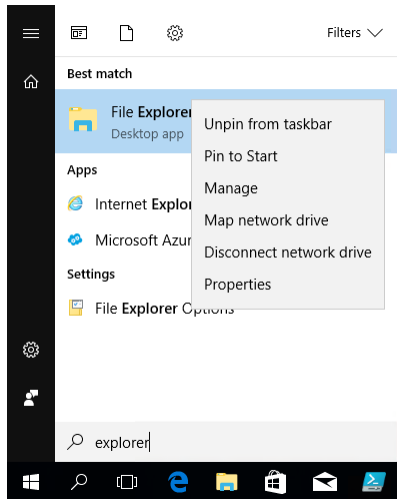 Filters
Best match
File Explorer
Desktop app
Unpin from taskbar
Pin to Start
Manage
Map network drive
Disconnect network drive
Properties
Apps
Internet Explo
Microsoft Azur
Settings
File Explorer Options
explorer